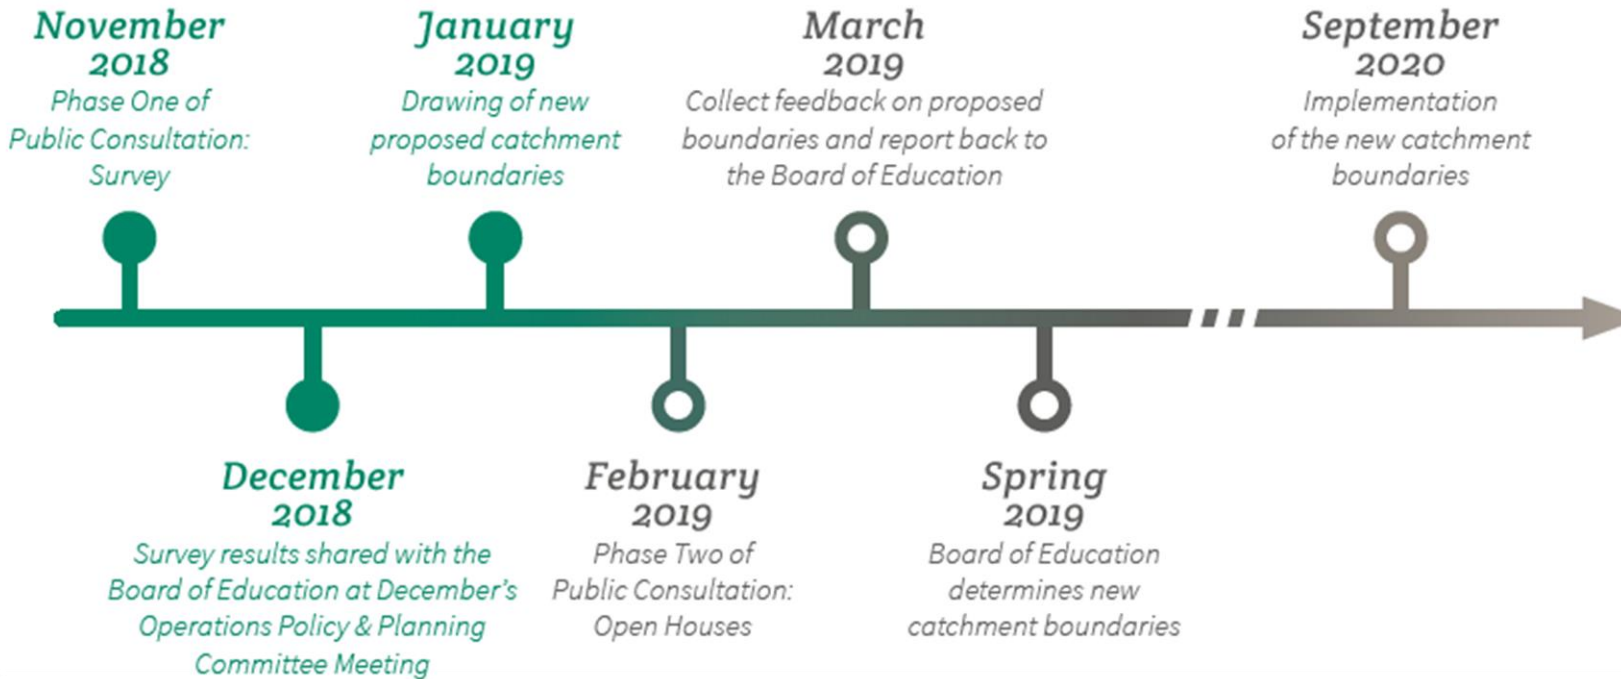 November
2018
Phase One of
Public Consultation:
Survey
January
2019
Drawing of new
proposed catchment
boundaries
March
2019
Collect feedback on proposed
boundaries and report back to
the Board of Education
September
2020
Implementation
of the new catchment
boundaries
December
2018
Survey results shared with the
Board of Education at December’s
Operations Policy & Planning
Committee Meeting
February
2019
Phase Two of
Public Consultation:
Open Houses
Spring
2019
Board of Education
determines new
catchment boundaries